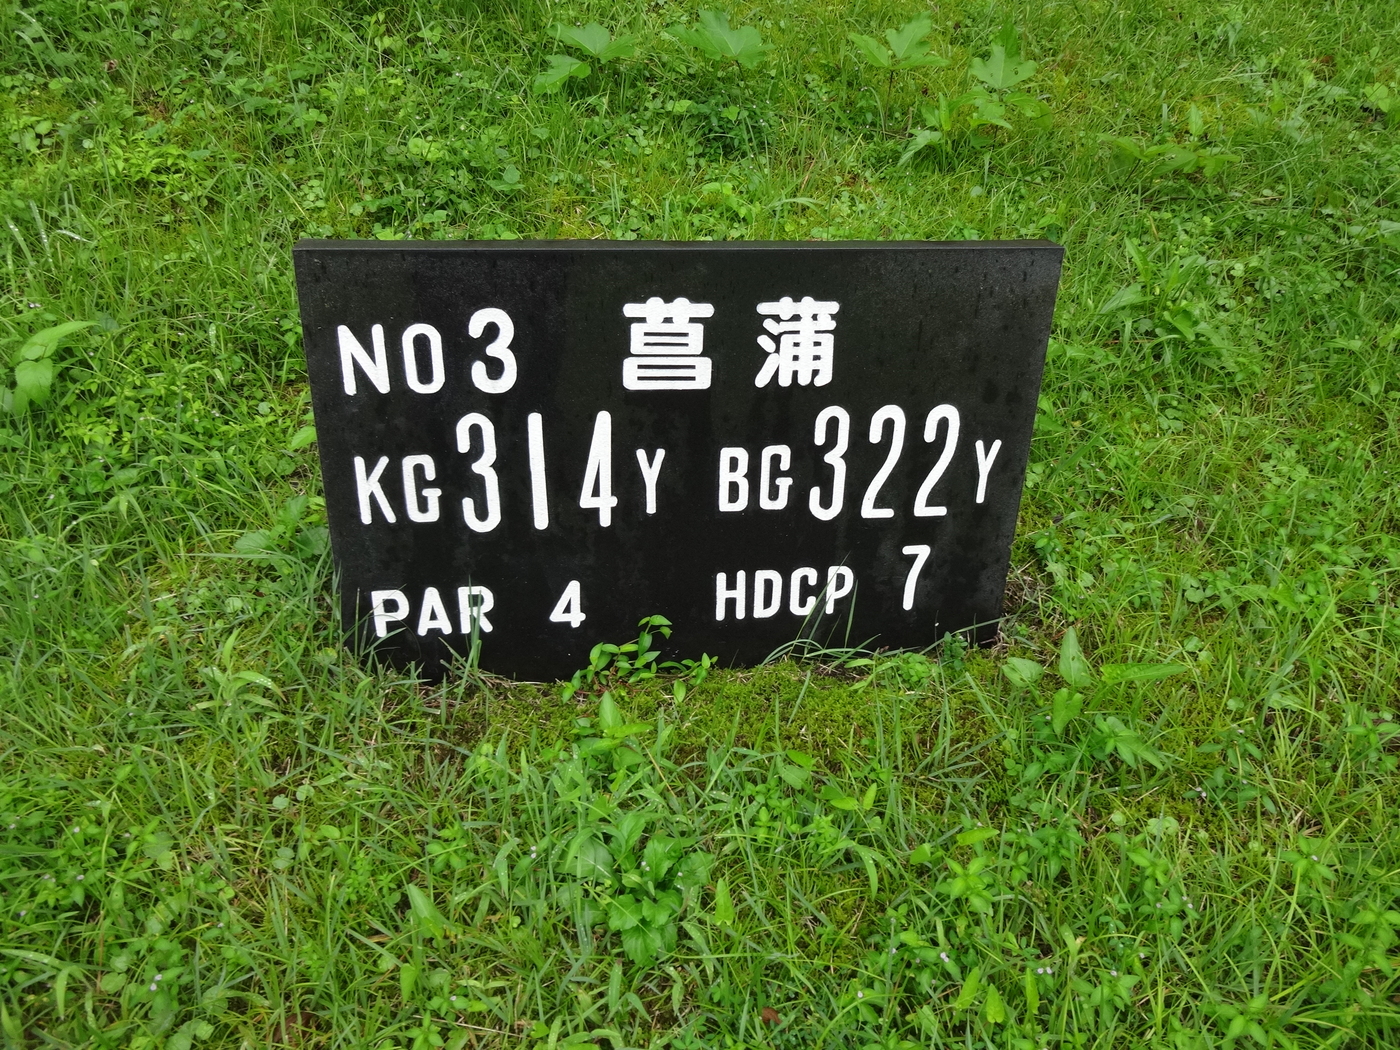 NO3 菖蒲
KG314Y BG322Y
PAR 4 HDCP 7